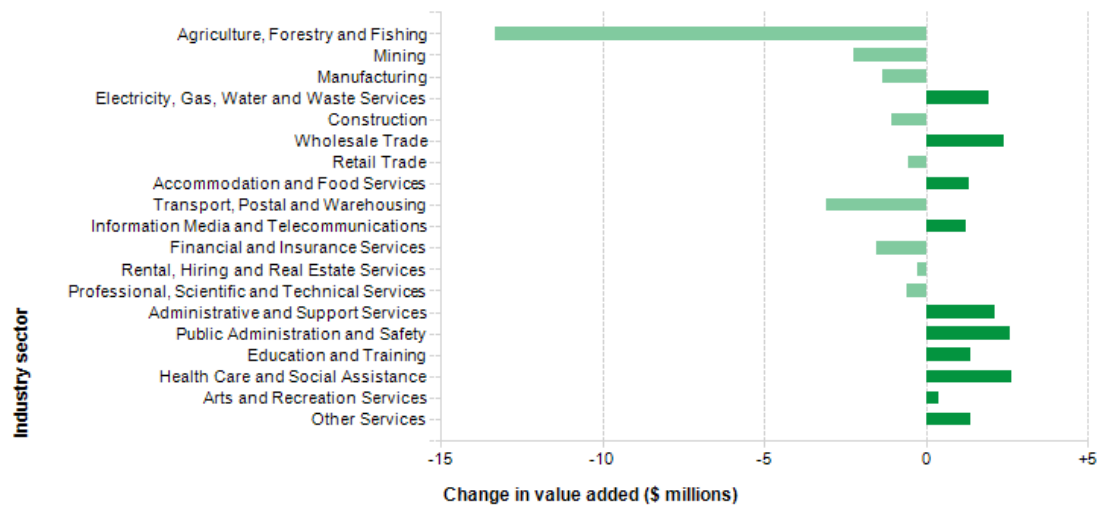 Agriculture, Forestry and Fishing
Mining
Manufacturing
Electricity, Gas, Water and Waste Services
Construction
Wholesale Trade
Retail Trade
Accommodation and Food Services
Transport, Postal and Warehousing
Information Media and Telecommunications
Financial and Insurance Services
Rental, Hiring and Real Estate Services
Professional, Scientific and Technical Services
Administrative and Support Services
Public Administration and Safety
Education and Training
Health Care and Social Assistance
Arts and Recreation Services
Other Services
Industry sector
-15 -10 -5 0 +5
Change in value added ($ millions)